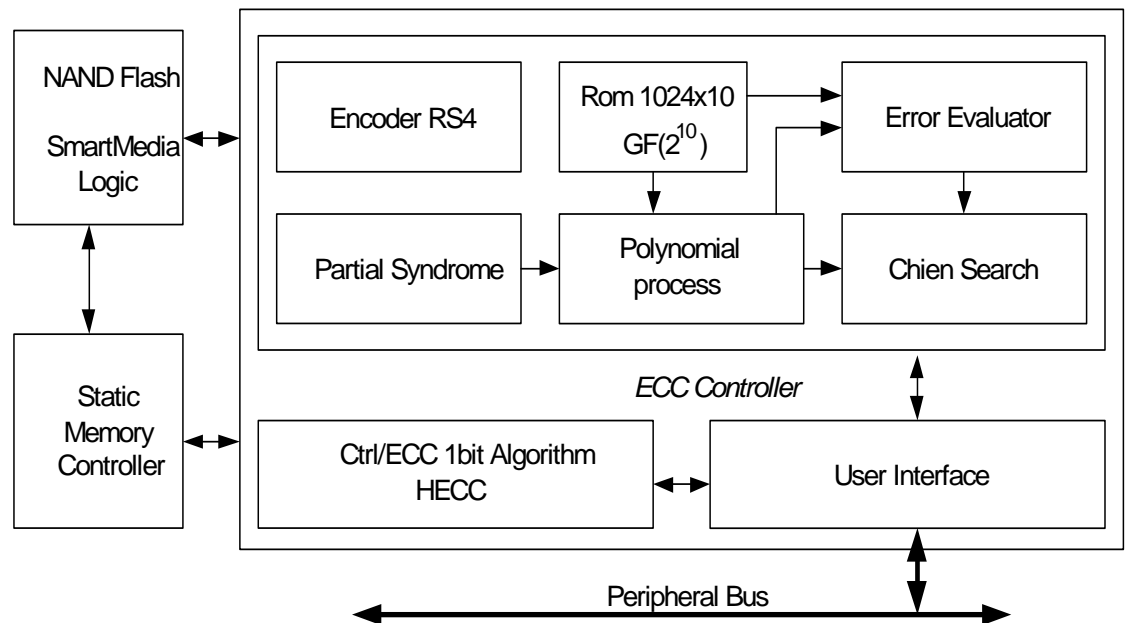 NAND Flash
SmartMedia
Logic
Static
Memory
Controller
Encoder RS4
Rom 1024x10
GF(2^10)
Error Evaluator
Partial Syndrome
Polynomial
process
Chien Search
ECC Controller
Ctrl/ECC 1bit Algorithm
HECC
User Interface
Peripheral Bus